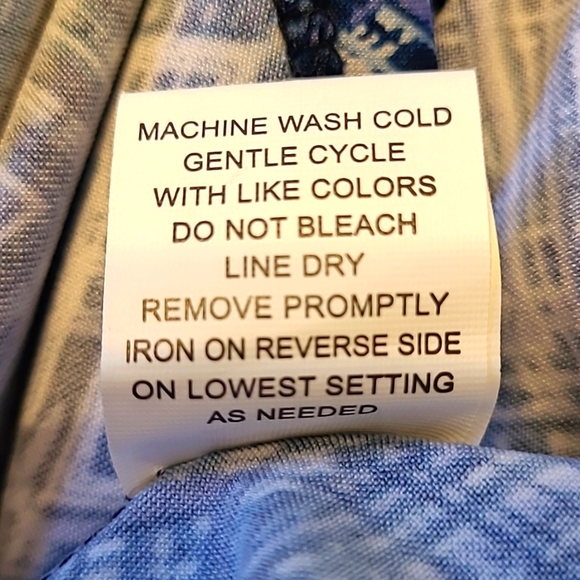 MACHINE WASH COLD
GENTLE CYCLE
WITH LIKE COLORS
DO NOT BLEACH
LINE DRY
REMOVE PROMPTLY
IRON ON REVERSE SIDE
ON LOWEST SETTING
AS NEEDED